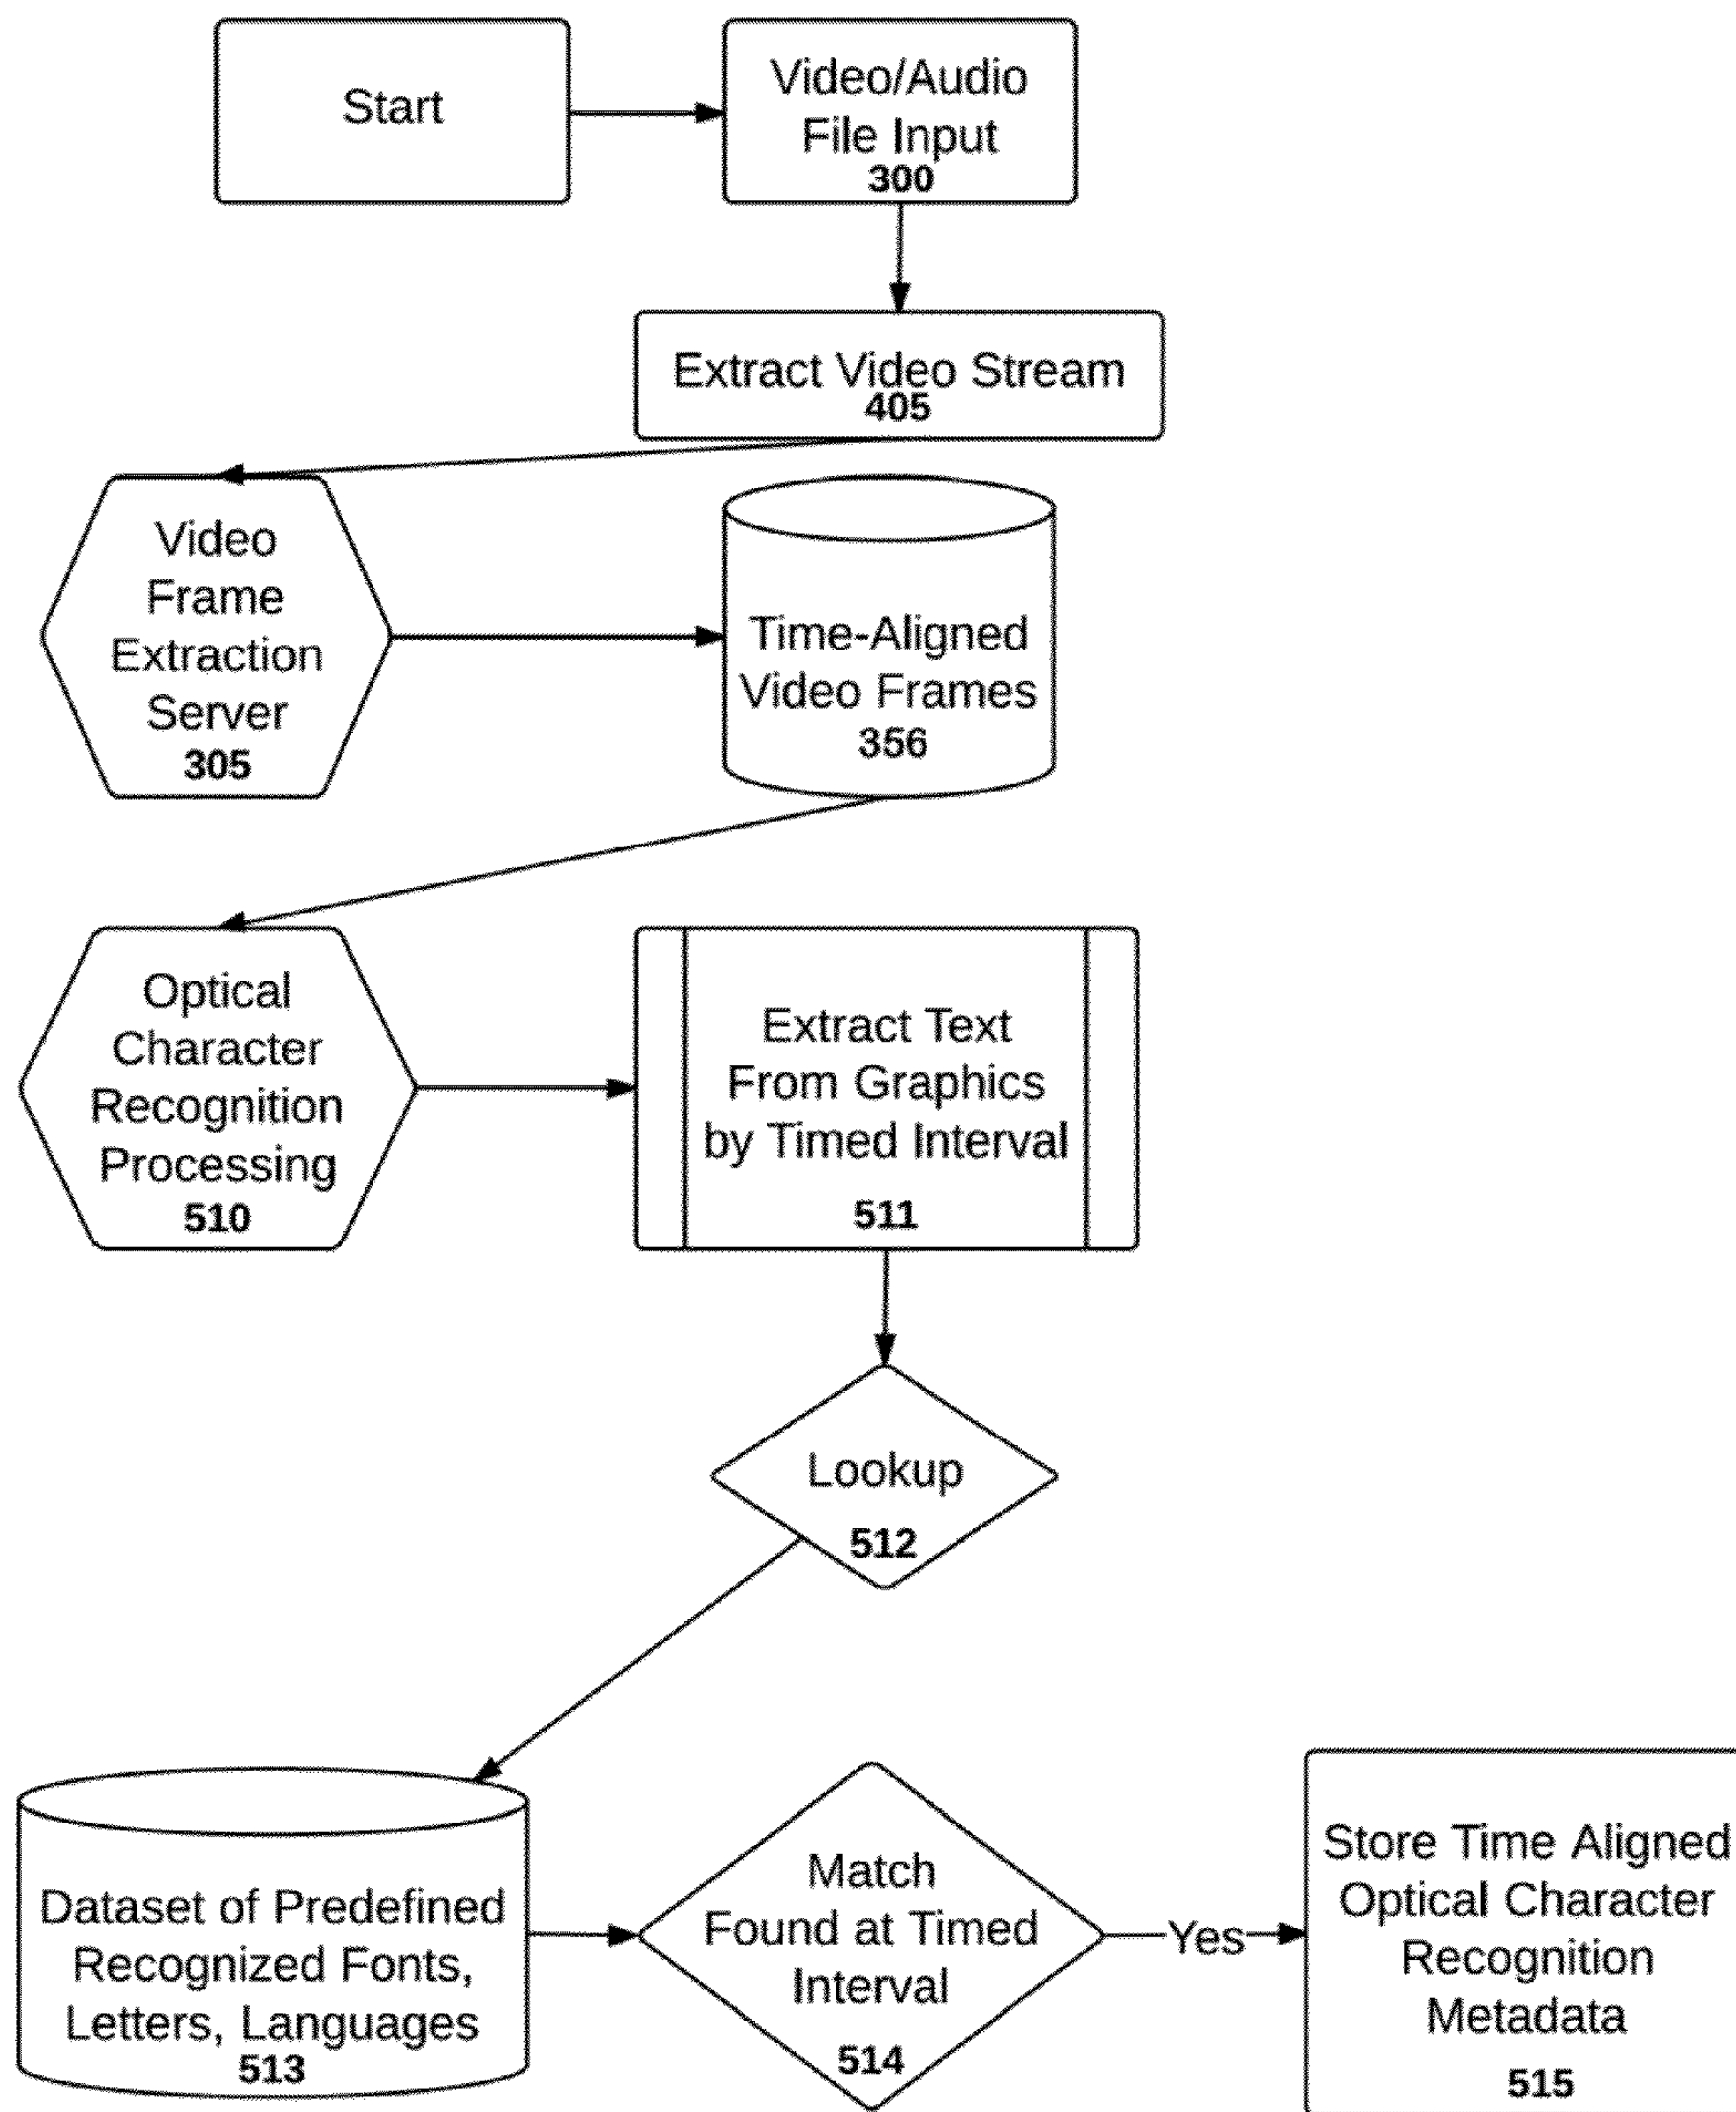 Start
Video/Audio
File Input
300
Extract Video Stream
405
Video
Frame
Extraction
Server
305
Time-Aligned
Video Frames
356
Optical
Character
Recognition
Processing
510
Extract Text
From Graphics
by Timed Interval
511
Lookup
512
Dataset of Predefined
Recognized Fonts,
Letters, Languages
513
Match
Found at Timed
Interval
514
Yes
Store Time Aligned
Optical Character
Recognition
Metadata
515